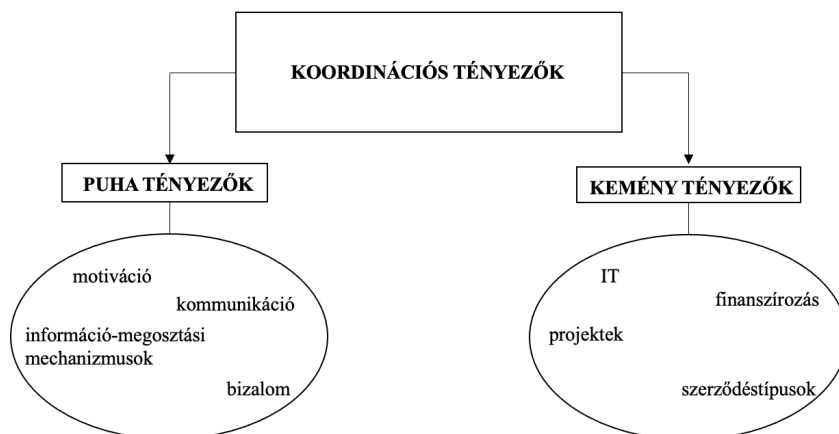 KOORDINÁCIÓS TÉNYEZŐK
PUHA TÉNYEZŐK
KEMÉNY TÉNYEZŐK
motiváció
kommunikáció
információ-megosztási
mechanizmusok
bizalom
IT
finanszírozás
projektek
szerződéstípusok